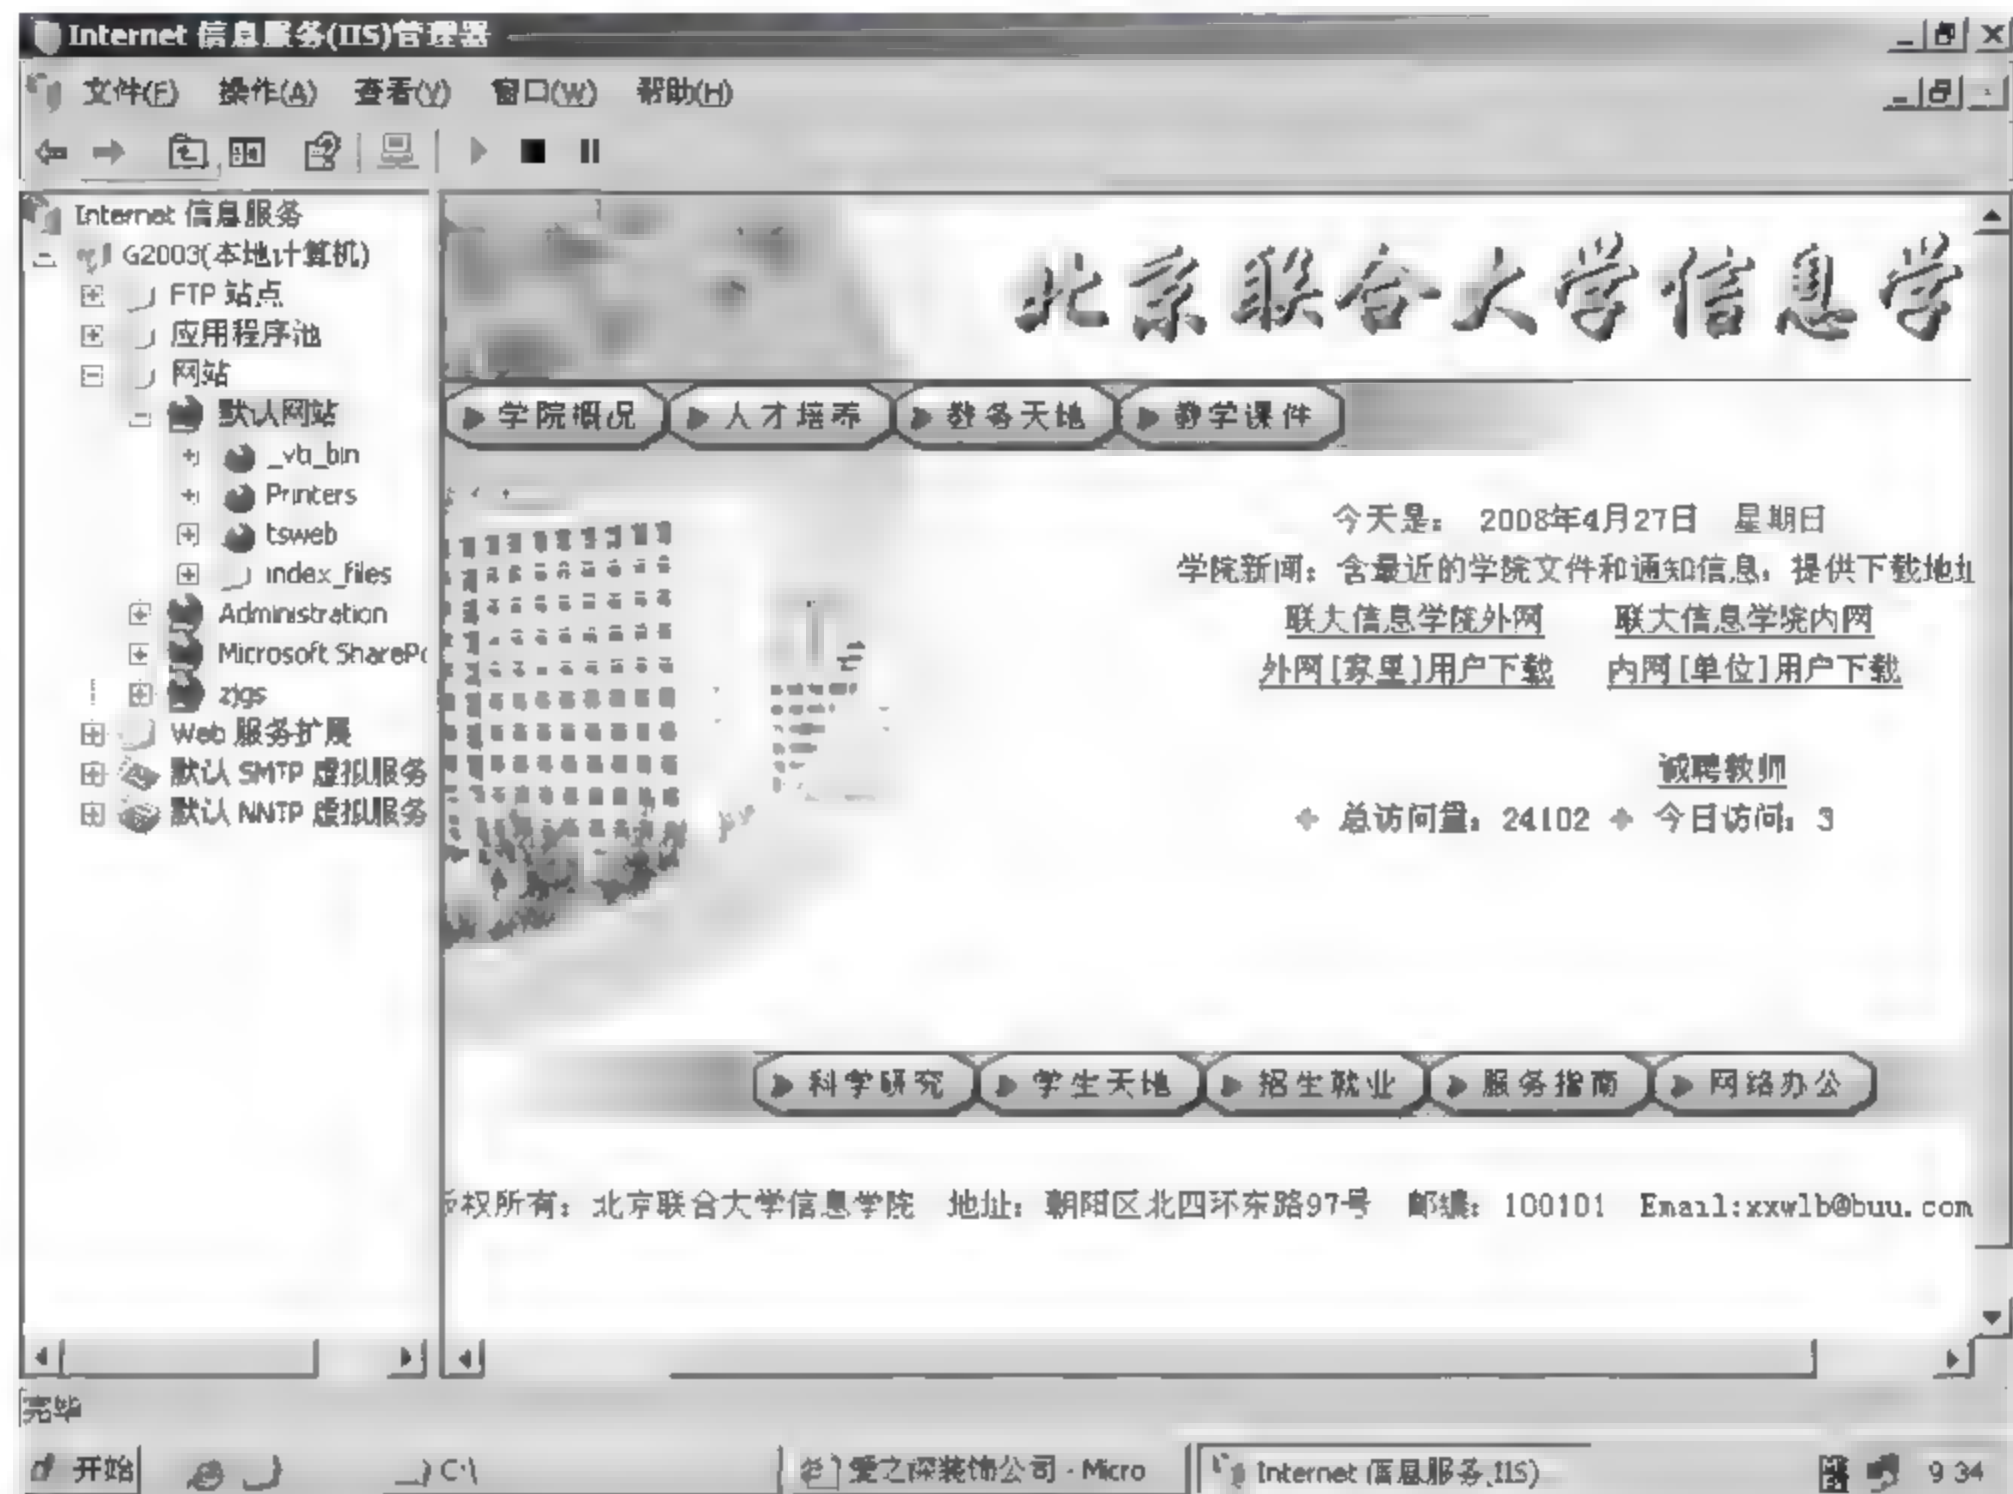 Internet 信息服务(IIS)管理器
文件(F) 操作(A) 查看(V) 窗口(W) 帮助(H)
Internet 信息服务
G2003(本地计算机)
FTP 站点
应用程序池
网站
默认网站
_vti_bin
Printers
tsweb
index_files
Administration
Microsoft SharePo
zjgs
Web 服务扩展
默认 SMTP 虚拟服务
默认 NNTP 虚拟服务
北京联合大学信息学
学院概况 人才培养 教务天地 教学课件
今天是： 2008年4月27日 星期日
学院新闻：含最近的学院文件和通知信息，提供下载地址
联大信息学院外网 联大信息学院内网
外网[家里]用户下载 内网[单位]用户下载
诚聘教师
总访问量：24102 今日访问：3
科学研究 学生天地 招生就业 服务指南 网络办公
版权所有：北京联合大学信息学院 地址：朝阳区北四环东路97号 邮编：100101 Email:xxwlb@buu.com
完毕
开始 C:\ 爱之深装饰公司 - Micro Internet 信息服务(IIS) 9:34